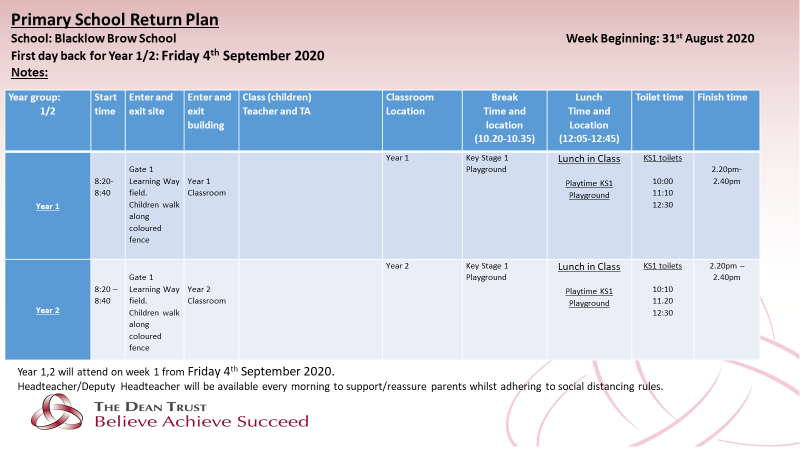 Primary School Return Plan
School: Blacklow Brow School
Week Beginning: 31st August 2020
First day back for Year 1/2: Friday 4th September 2020
Notes:
Year group:
1/2
Start
time
Enter and
exit site
Enter and
exit
building
Class (children)
Teacher and TA
Classroom
Location
Break
Time and
location
(10.20-10.35)
Lunch
Time and
Location
(12:05-12:45)
Toilet time
Finish time
Year 1
8:20-
8:40
Gate 1
Learning Way
field.
Children walk
along
coloured
fence
Year 1
Classroom
Year 1
Key Stage 1
Playground
Lunch in Class
Playtime KS1
Playground
KS1 toilets
10:00
11:10
12:30
2.20pm-
2.40pm
Year 2
8:20 –
8:40
Gate 1
Learning Way
field.
Children walk
along
coloured
fence
Year 2
Classroom
Year 2
Key Stage 1
Playground
Lunch in Class
Playtime KS1
Playground
KS1 toilets
10:10
11.20
12:30
2.20pm –
2.40pm
Year 1,2 will attend on week 1 from Friday 4th September 2020.
Headteacher/Deputy Headteacher will be available every morning to support/reassure parents whilst adhering to social distancing rules.
THE DEAN TRUST
Believe Achieve Succeed